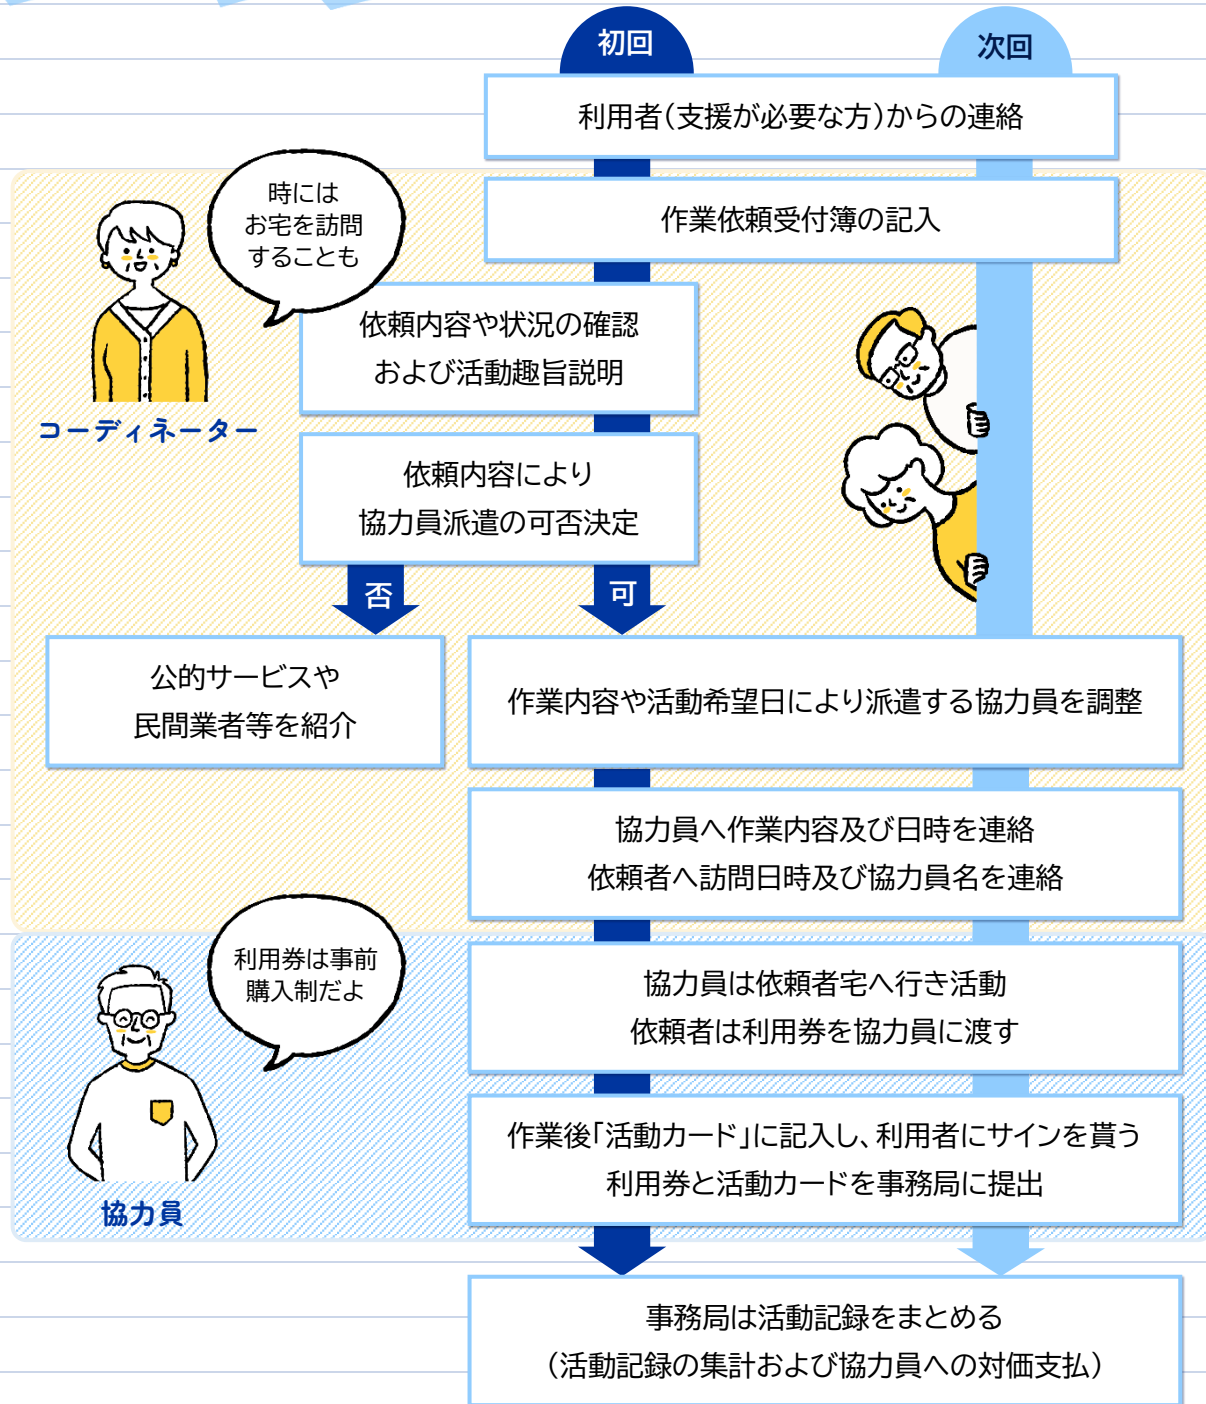 初回
次回
利用者(支援が必要な方)からの連絡
作業依頼受付簿の記入
時には
お宅を訪問
することも
コーディネーター
依頼内容や状況の確認
および活動趣旨説明
依頼内容により
協力員派遣の可否決定
否
可
公的サービスや
民間業者等を紹介
作業内容や活動希望日により派遣する協力員を調整
協力員へ作業内容及び日時を連絡
依頼者へ訪問日時及び協力員名を連絡
利用券は事前
購入制だよ
協力員
協力員は依頼者宅へ行き活動
依頼者は利用券を協力員に渡す
作業後「活動カード」に記入し、利用者にサインを貰う
利用券と活動カードを事務局に提出
事務局は活動記録をまとめる
(活動記録の集計および協力員への対価支払)